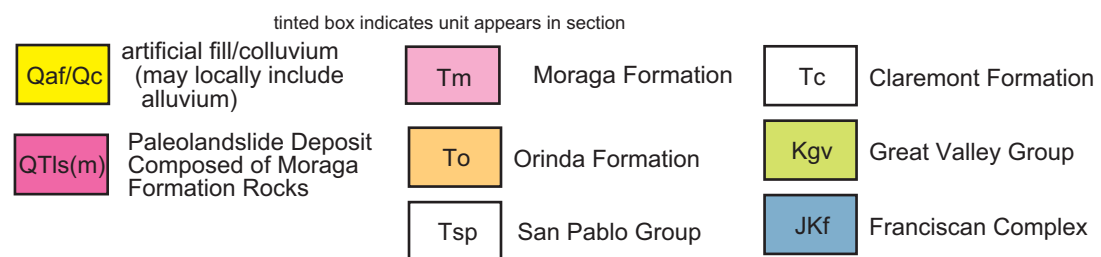 tinted box indicates unit appears in section
Qaf/Qc
artificial fill/colluvium
(may locally include
alluvium)
QTls(m)
Paleolandslide Deposit
Composed of Moraga
Formation Rocks
Tm
Moraga Formation
To
Orinda Formation
Tsp
San Pablo Group
Tc
Claremont Formation
Kgv
Great Valley Group
JKf
Franciscan Complex